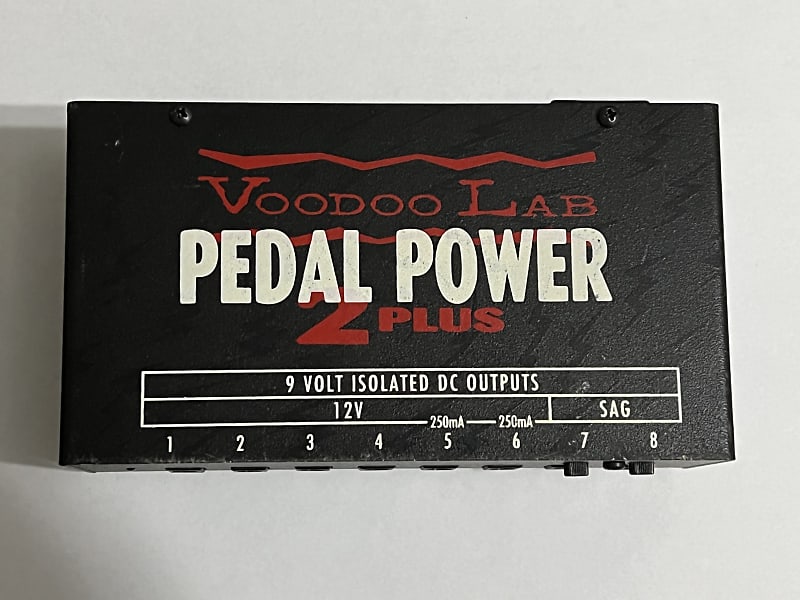 VOODOO LAB
PEDAL POWER
2 PLUS
9 VOLT ISOLATED DC OUTPUTS
12V SAG
250mA 250mA
1 2 3 4 5 6 7 8